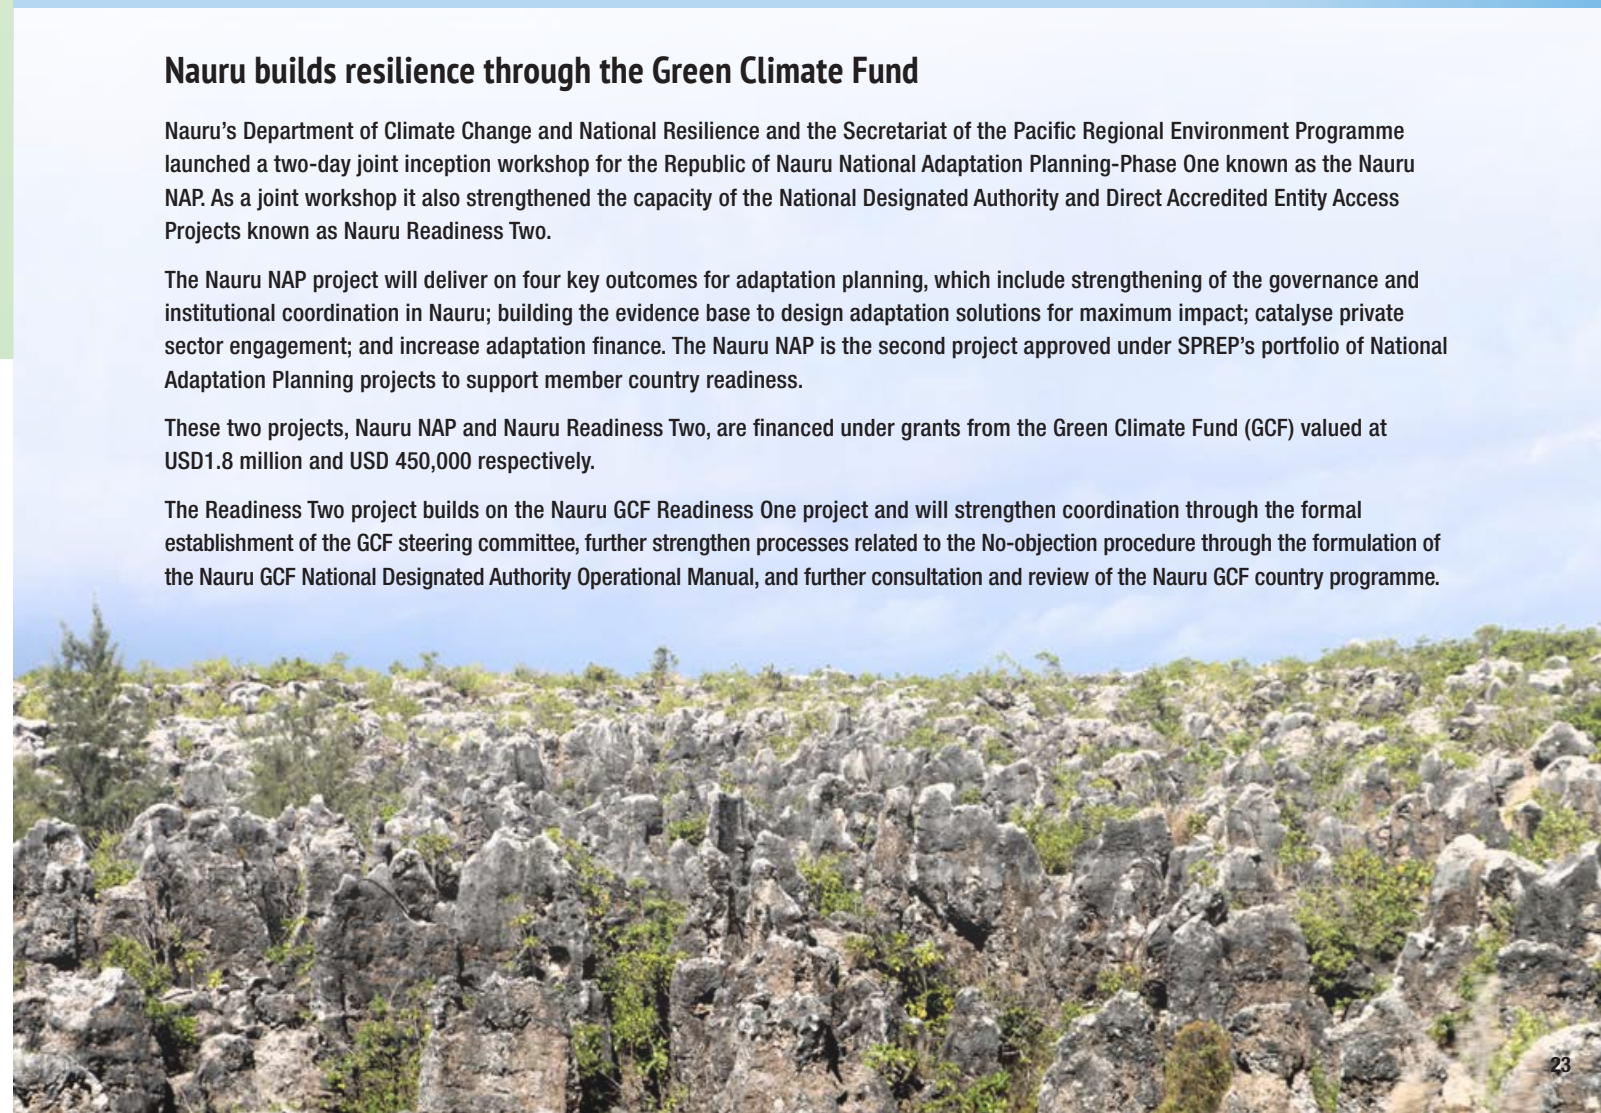 Nauru builds resilience through the Green Climate Fund
Nauru’s Department of Climate Change and National Resilience and the Secretariat of the Pacific Regional Environment Programme
launched a two-day joint inception workshop for the Republic of Nauru National Adaptation Planning-Phase One known as the Nauru
NAP. As a joint workshop it also strengthened the capacity of the National Designated Authority and Direct Accredited Entity Access
Projects known as Nauru Readiness Two.
The Nauru NAP project will deliver on four key outcomes for adaptation planning, which include strengthening of the governance and
institutional coordination in Nauru; building the evidence base to design adaptation solutions for maximum impact; catalyse private
sector engagement; and increase adaptation finance. The Nauru NAP is the second project approved under SPREP’s portfolio of National
Adaptation Planning projects to support member country readiness.
These two projects, Nauru NAP and Nauru Readiness Two, are financed under grants from the Green Climate Fund (GCF) valued at
USD1.8 million and USD 450,000 respectively.
The Readiness Two project builds on the Nauru GCF Readiness One project and will strengthen coordination through the formal
establishment of the GCF steering committee, further strengthen processes related to the No-objection procedure through the formulation of
the Nauru GCF National Designated Authority Operational Manual, and further consultation and review of the Nauru GCF country programme.
23